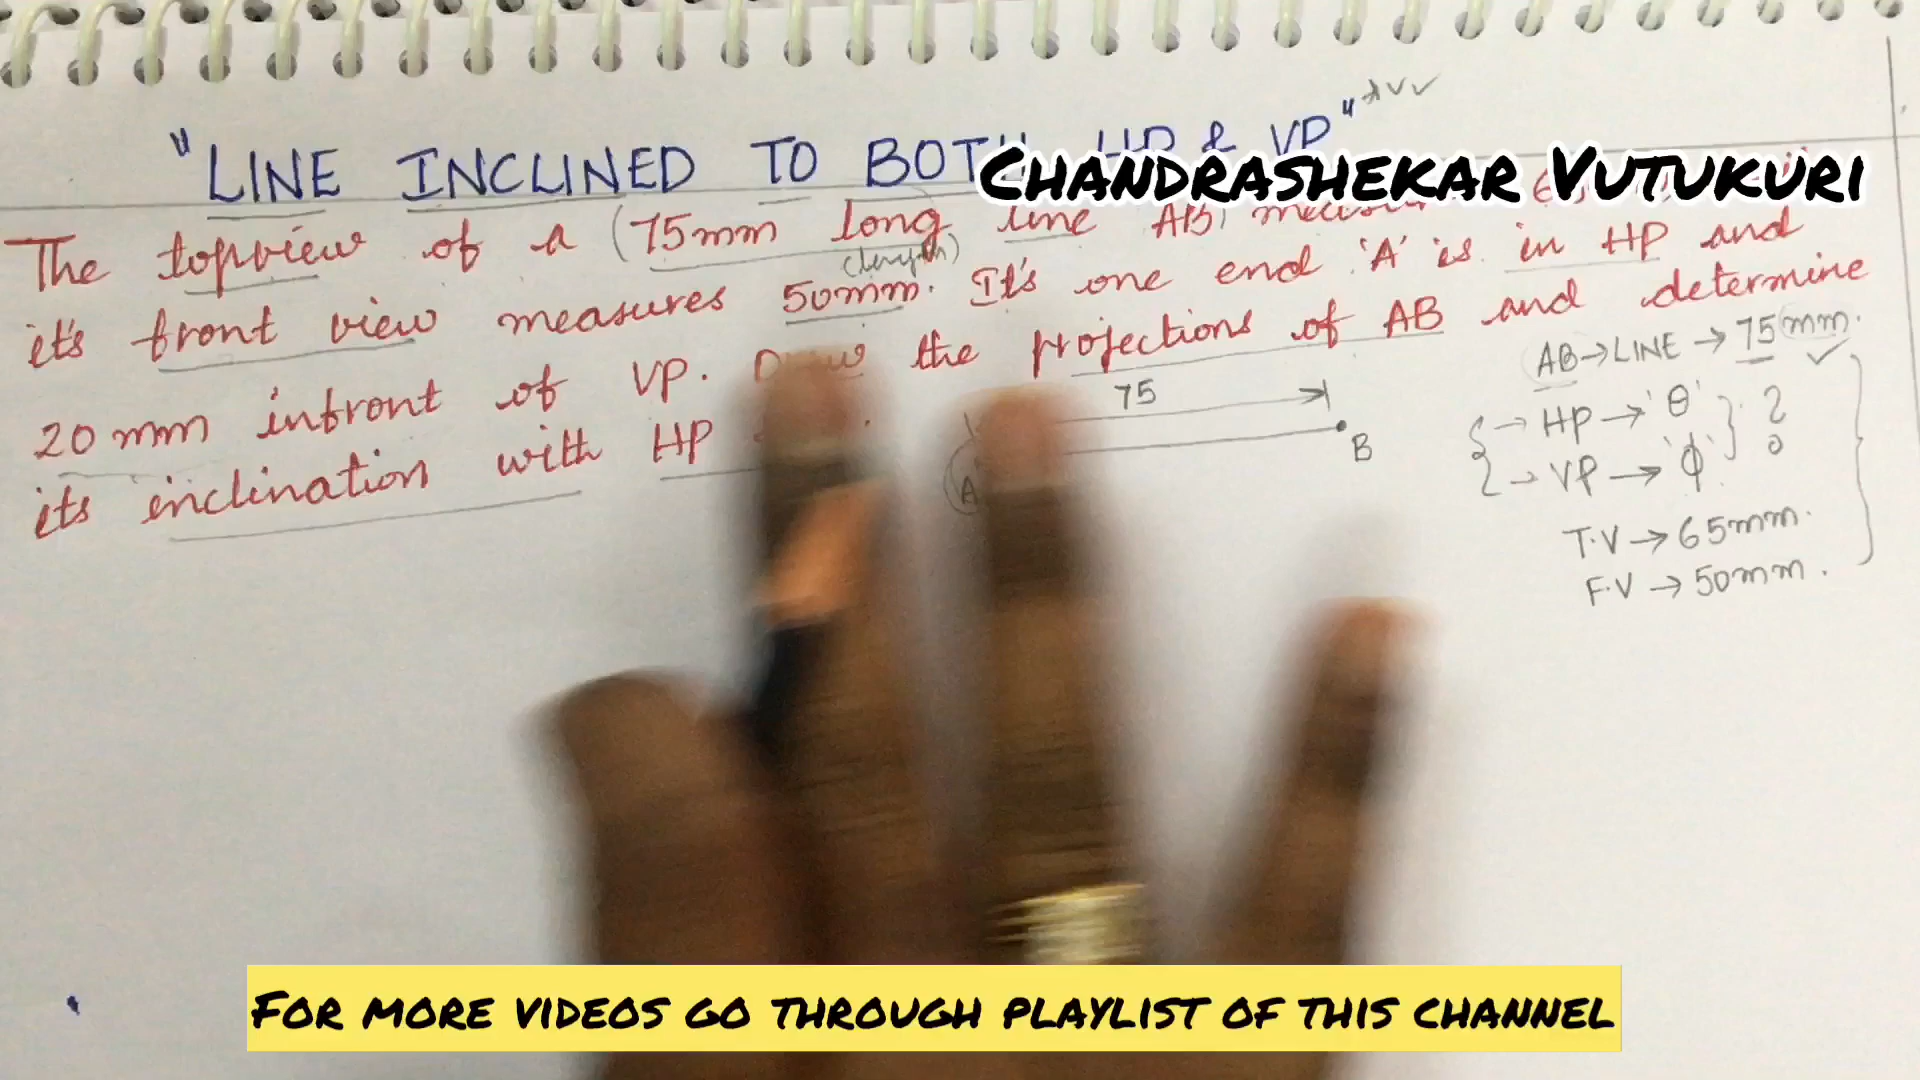 "LINE INCLINED TO BOTH HP & VP"
CHANDRASHEKAR VUTUKURI
The topview of a (75mm long line AB,
(length)
it's front view measures 50mm. It's one end 'A' is in HP and
20mm infront of VP. Draw the projections of AB and determine
its inclination with HP
75
A
B
AB→LINE → 75mm.
→ HP → 'θ'
→ VP → 'ϕ'
?
T.V → 65mm.
F.V → 50mm.
FOR MORE VIDEOS GO THROUGH PLAYLIST OF THIS CHANNEL